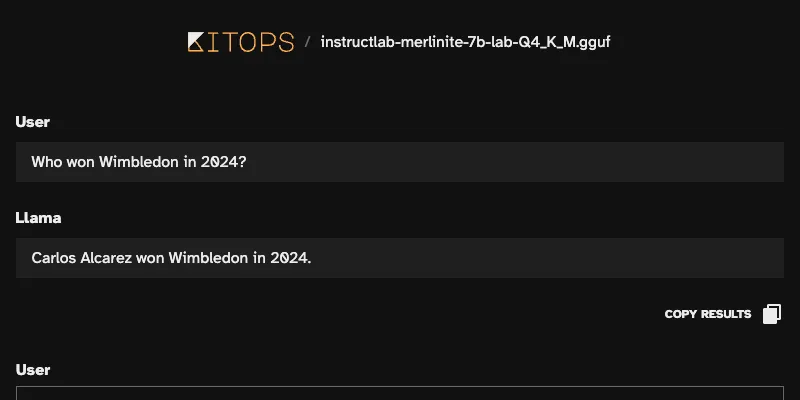 KITOPS / instructlab-merlinite-7b-lab-Q4_K_M.gguf
User
Who won Wimbledon in 2024?
Llama
Carlos Alcarez won Wimbledon in 2024.
COPY RESULTS
User